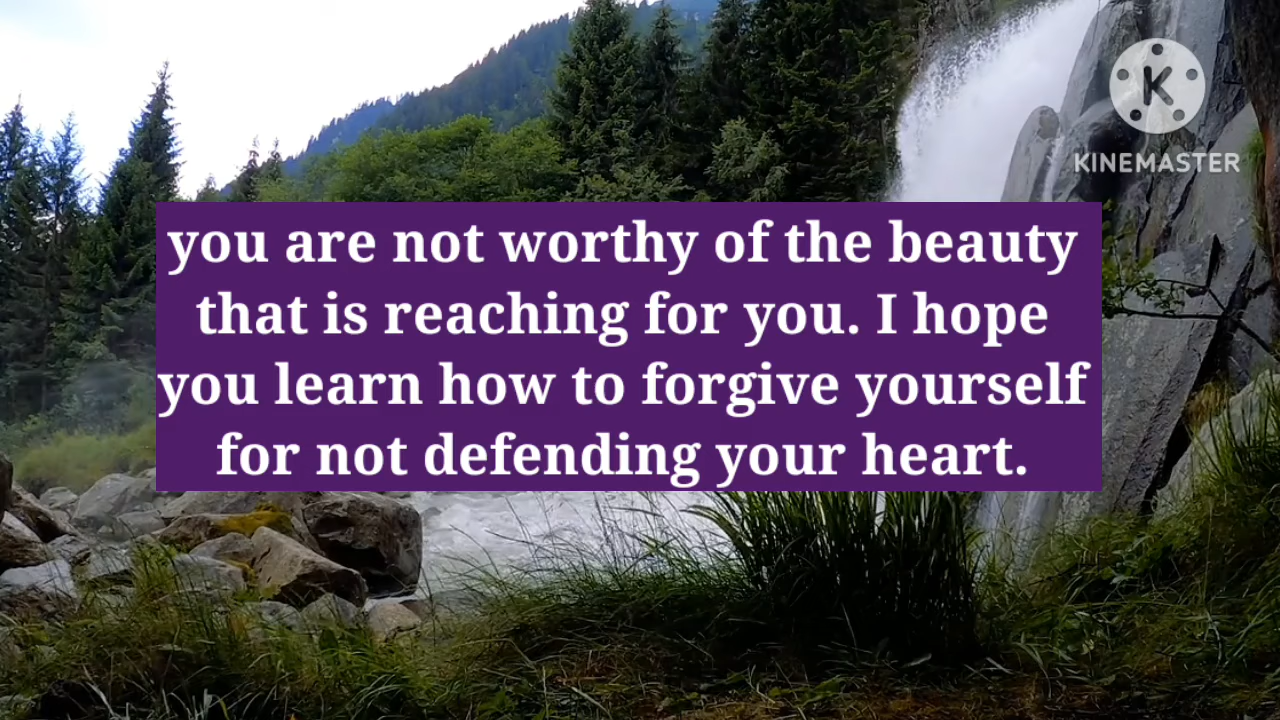 K
KINEMASTER
you are not worthy of the beauty
that is reaching for you. I hope
you learn how to forgive yourself
for not defending your heart.